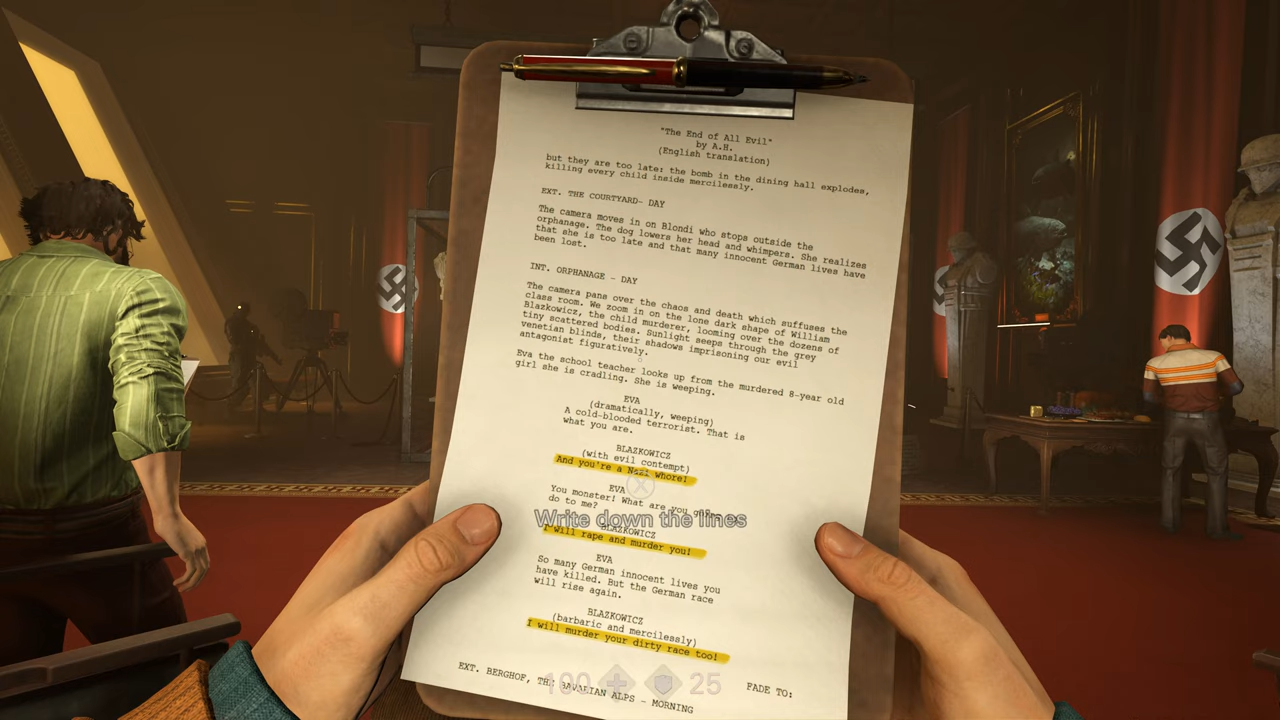 "The End of All Evil"
by A.H.
(English translation)
but they are too late: the bomb in the dining hall explodes,
killing every child inside mercilessly.
EXT. THE COURTYARD- DAY
The camera moves in on Blondi who stops outside the
orphanage. The dog lowers her head and whimpers. She realizes
that she is too late and that many innocent German lives have
been lost.
INT. ORPHANAGE - DAY
The camera pans over the chaos and death which suffuses the
class room. We zoom in on the lone dark shape of William
Blazkowicz, the child murderer, looming over the dozens of
tiny scattered bodies. Sunlight seeps through the grey
venetian blinds, their shadows imprisoning our evil
antagonist figuratively.
Eva the school teacher looks up from the murdered 8-year old
girl she is cradling. She is weeping.
EVA
(dramatically, weeping)
A cold-blooded terrorist. That is
what you are.
BLAZKOWICZ
(with evil contempt)
And you're a Nazi whore!
EVA
You monster! What are you going
do to me?
Write down the lines
BLAZKOWICZ
I will rape and murder you!
EVA
So many German innocent lives you
have killed. But the German race
will rise again.
BLAZKOWICZ
(barbaric and mercilessly)
I will murder your dirty race too!
FADE TO:
EXT. BERGHOF, THE BAVARIAN ALPS - MORNING
100 25